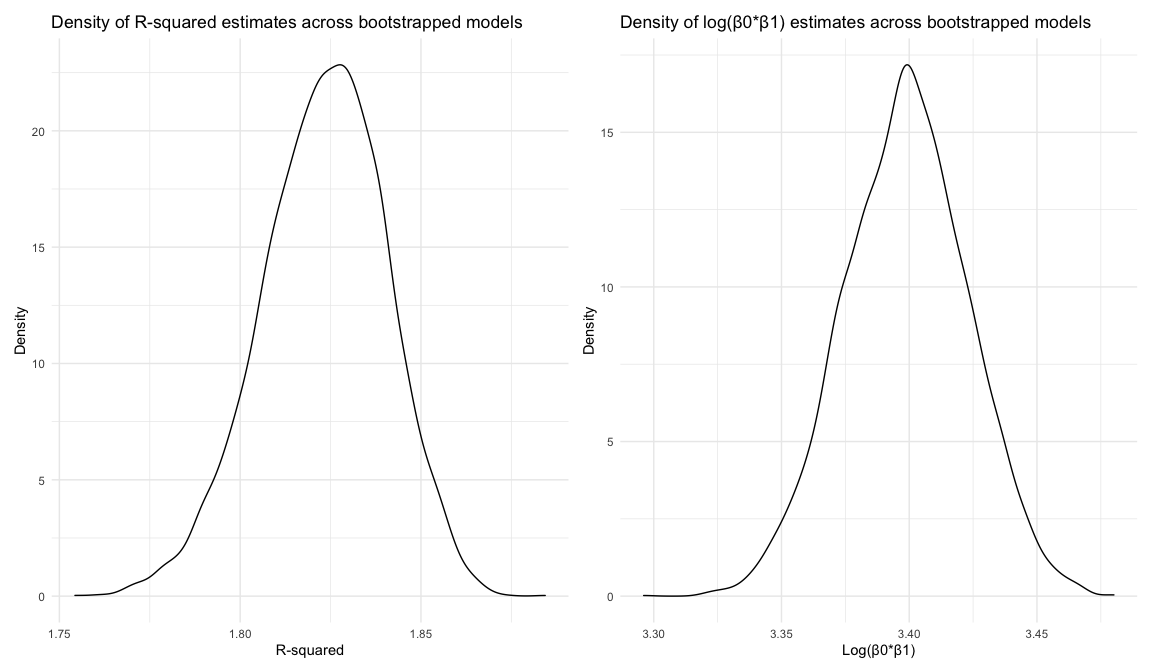 Density of R-squared estimates across bootstrapped models
Density
20
15
10
5
0
1.75 1.80 1.85
R-squared
Density of log(β0*β1) estimates across bootstrapped models
Density
15
10
5
0
3.30 3.35 3.40 3.45
Log(β0*β1)